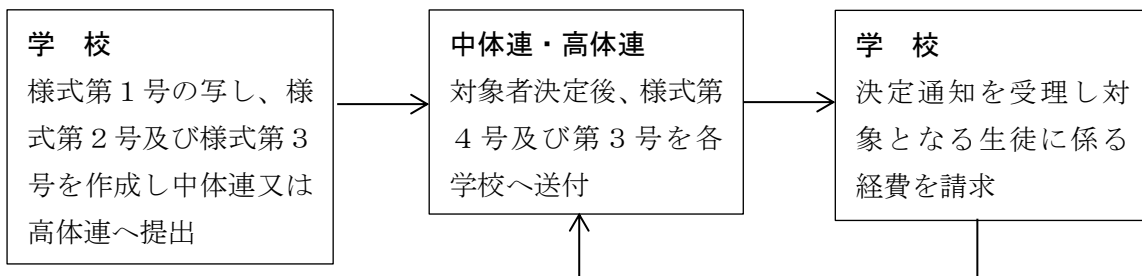 学　校
様式第１号の写し、様
式第２号及び様式第３
号を作成し中体連又は
高体連へ提出
中体連・高体連
対象者決定後、様式第
４号及び第３号を各
学校へ送付
学　校
決定通知を受理し対
象となる生徒に係る
経費を請求